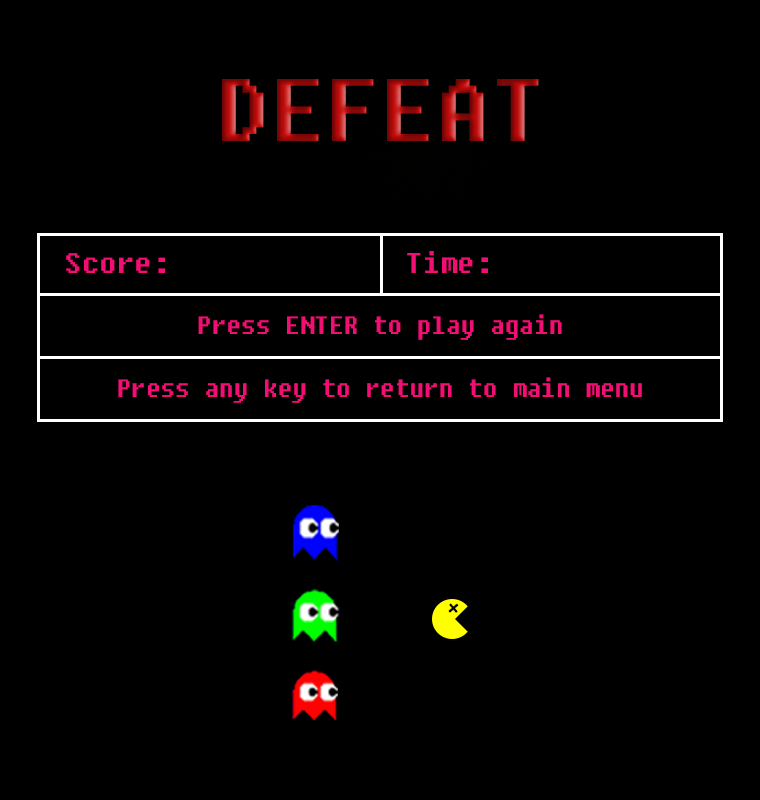 DEFEAT
Score:
Time:
Press ENTER to play again
Press any key to return to main menu